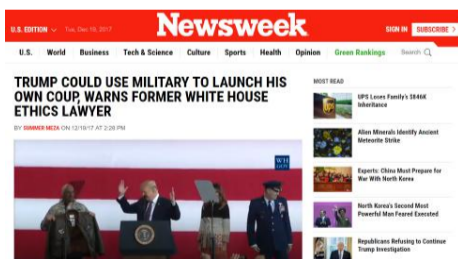 U.S. EDITION
Tue, Dec 19, 2017
Newsweek
SIGN IN
SUBSCRIBE >
U.S.
World
Business
Tech & Science
Culture
Sports
Health
Opinion
Green Rankings
Search
TRUMP COULD USE MILITARY TO LAUNCH HIS
OWN COUP, WARNS FORMER WHITE HOUSE
ETHICS LAWYER
BY SUMMER MEZA ON 12/18/17 AT 2:28 PM
WH
MOST READ
UPS Loses Family's $846K
Inheritance
Alien Minerals Identify Ancient
Meteorite Strike
Experts: China Must Prepare for
War With North Korea
North Korea's Second Most
Powerful Man Feared Executed
Republicans Refusing to Continue
Trump Investigation